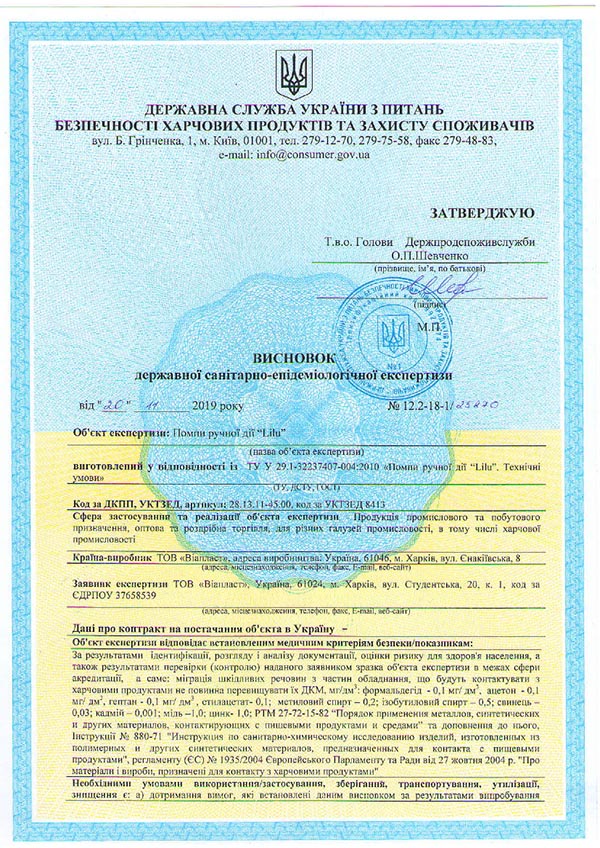 ДЕРЖАВНА СЛУЖБА УКРАЇНИ З ПИТАНЬ
БЕЗПЕЧНОСТІ ХАРЧОВИХ ПРОДУКТІВ ТА ЗАХИСТУ СПОЖИВАЧІВ
вул. Б. Грінченка, 1, м. Київ, 01001, тел. 279-12-70, 279-75-58, факс 279-48-83,
e-mail: info@consumer.gov.ua
ЗАТВЕРДЖУЮ
Т.в.о. Голови Держпродспоживслужби
О.П.Шевченко
(прізвище, ім'я, по батькові)
(підпис)
М.П.
ВИСНОВОК
державної санітарно-епідеміологічної експертизи
від "20" 11 2019 року № 12.2-18-1/25270
Об'єкт експертизи: Помпи ручної дії “Lilu”
(назва об'єкта експертизи)
виготовлений у відповідності із ТУ У 29.1-32237407-004:2010 «Помпи ручної дії “Lilu”. Технічні
умови»
(ТУ, ДСТУ, ГОСТ)
Код за ДКПП, УКТЗЕД, артикул: 28.13.11-45.00, код за УКТЗЕД 8413
Сфера застосування та реалізації об'єкта експертизи Продукція промислового та побутового
призначення, оптова та роздрібна торгівля, для різних галузей промисловості, в тому числі харчової
промисловості
Країна-виробник ТОВ «Віапласт», адреса виробництва: Україна, 61046, м. Харків, вул. Єнакіївська, 8
(адреса, місцезнаходження, телефон, факс, E-mail, веб-сайт)
Заявник експертизи ТОВ «Віапласт», Україна, 61024, м. Харків, вул. Студентська, 20, к. 1, код за
ЄДРПОУ 37658539
(адреса, місцезнаходження, телефон, факс, E-mail, веб-сайт)
Дані про контракт на постачання об'єкта в Україну -
Об'єкт експертизи відповідає встановленим медичним критеріям безпеки/показникам:
За результатами ідентифікації, розгляду і аналізу документації, оцінки ризику для здоров'я населення, а
також результатами перевірки (контролю) наданого заявником зразка об'єкта експертизи в межах сфери
акредитації, а саме: міграція шкідливих речовин з частин обладнання, що будуть контактувати з
харчовими продуктами не повинна перевищувати їх ДКМ, мг/дм³: формальдегід - 0,1 мг/ дм³, ацетон - 0,1
мг/ дм³, гептан - 0,1 мг/ дм³, етилацетат - 0,1; метиловий спирт – 0,2; ізобутиловий спирт – 0,5; свинець –
0,03; кадмій – 0,001; мідь –1,0; цинк- 1,0; РТМ 27-72-15-82 “Порядок применения металлов, синтетических
и других материалов, контактирующих с пищевыми продуктами и средами” та доповнення до нього,
Інструкції № 880-71 “Инструкция по санитарно-химическому исследованию изделий, изготовленных из
полимерных и других синтетических материалов, предназначенных для контакта с пищевыми
продуктами”, регламенту (ЄС) № 1935/2004 Європейського Парламенту та Ради від 27 жовтня 2004 р. "Про
матеріали і вироби, призначені для контакту з харчовими продуктами"
Необхідними умовами використання/застосування, зберігання, транспортування, утилізації,
знищення є: а) дотримання вимог, які встановлені даним висновком за результатами випробування